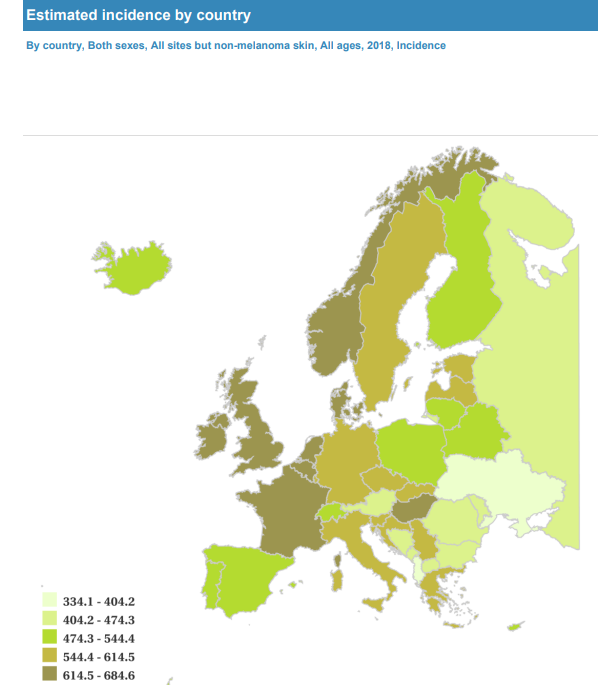 Estimated incidence by country
By country, Both sexes, All sites but non-melanoma skin, All ages, 2018, Incidence
334.1 - 404.2
404.2 - 474.3
474.3 - 544.4
544.4 - 614.5
614.5 - 684.6